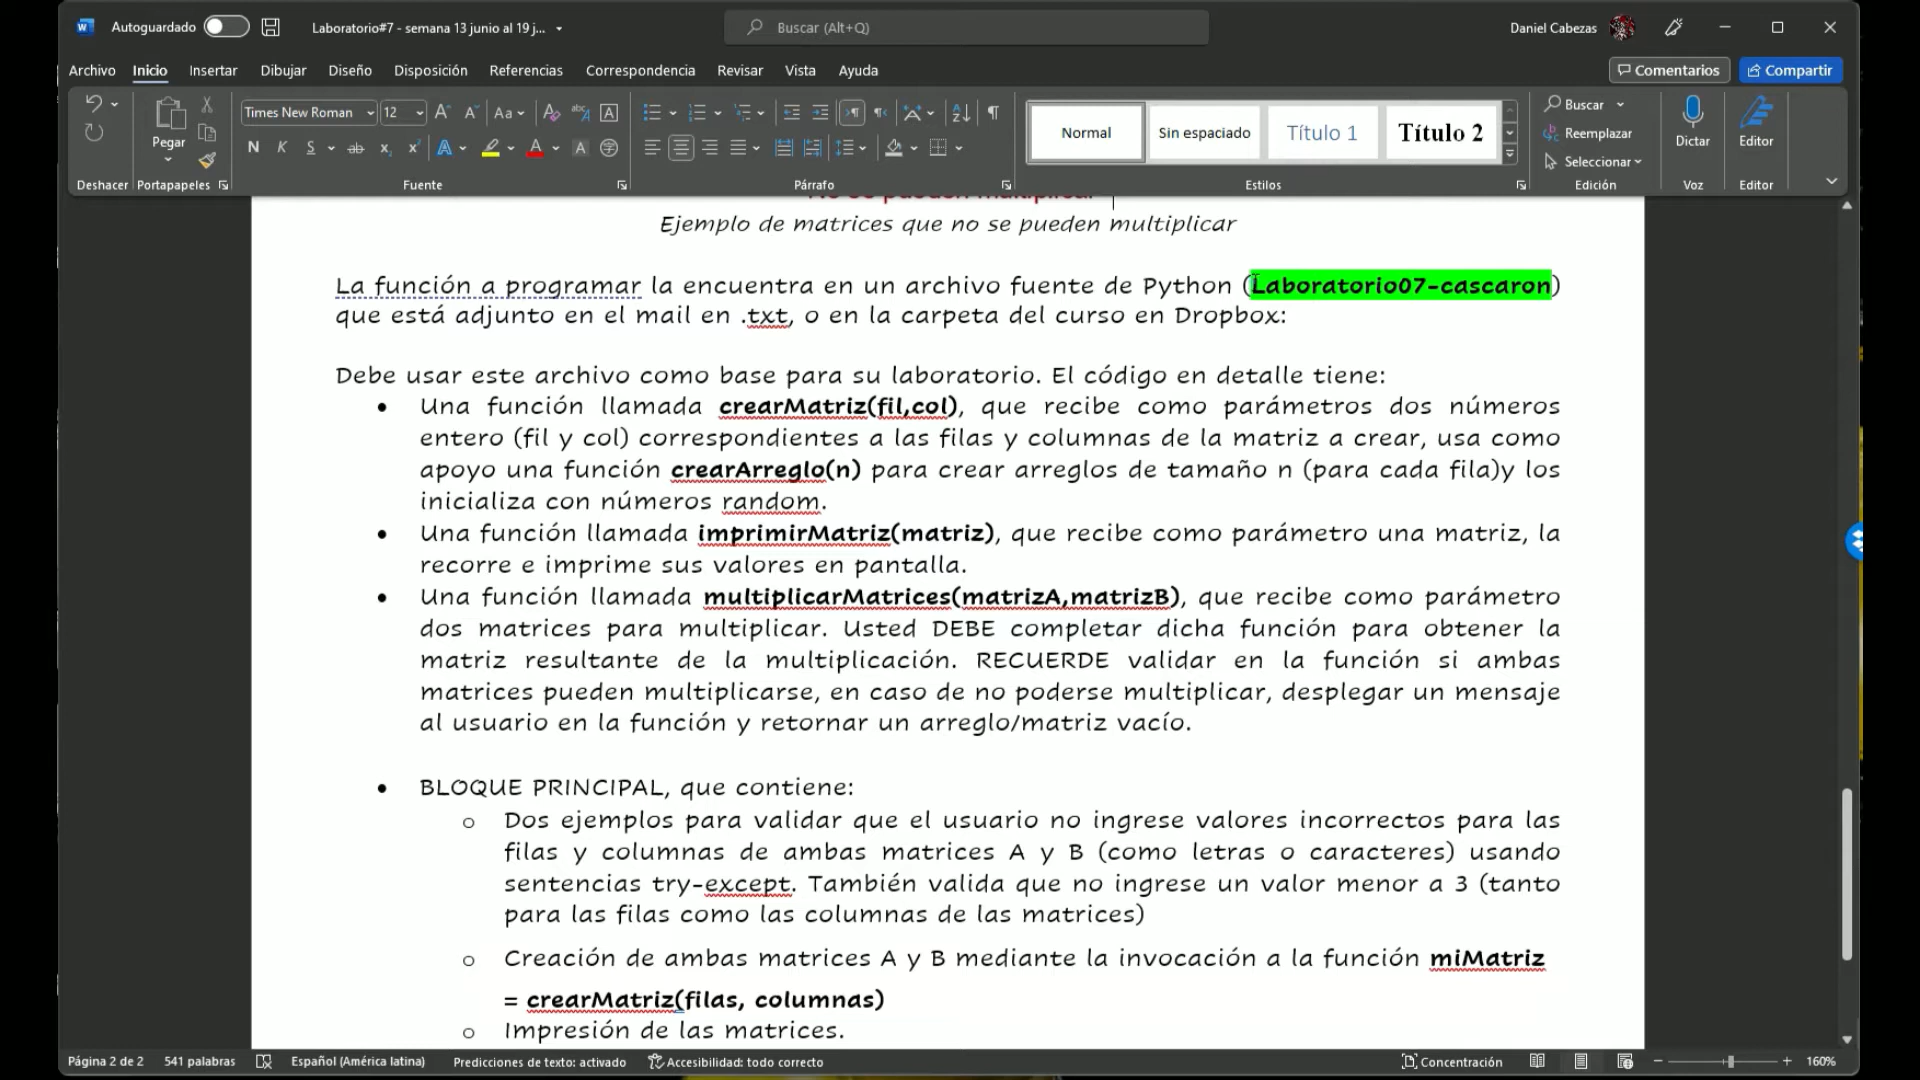 Autoguardado
Laboratorio#7 - semana 13 junio al 19 j...
Buscar (Alt+Q)
Daniel Cabezas
Archivo Inicio Insertar Dibujar Diseño Disposición Referencias Correspondencia Revisar Vista Ayuda
Comentarios Compartir
Pegar
Times New Roman 12
Aa
N K S ab x x A A A
Normal Sin espaciado Título 1 Título 2
Buscar
Reemplazar
Seleccionar
Dictar
Editor
Deshacer Portapapeles Fuente Párrafo Estilos Edición Voz Editor
No se pueden multiplicar
Ejemplo de matrices que no se pueden multiplicar
La función a programar la encuentra en un archivo fuente de Python (Laboratorio07-cascaron)
que está adjunto en el mail en .txt, o en la carpeta del curso en Dropbox:
Debe usar este archivo como base para su laboratorio. El código en detalle tiene:
• Una función llamada crearMatriz(fil,col), que recibe como parámetros dos números
entero (fil y col) correspondientes a las filas y columnas de la matriz a crear, usa como
apoyo una función crearArreglo(n) para crear arreglos de tamaño n (para cada fila)y los
inicializa con números random.
• Una función llamada imprimirMatriz(matriz), que recibe como parámetro una matriz, la
recorre e imprime sus valores en pantalla.
• Una función llamada multiplicarMatrices(matrizA,matrizB), que recibe como parámetro
dos matrices para multiplicar. Usted DEBE completar dicha función para obtener la
matriz resultante de la multiplicación. RECUERDE validar en la función si ambas
matrices pueden multiplicarse, en caso de no poderse multiplicar, desplegar un mensaje
al usuario en la función y retornar un arreglo/matriz vacío.
• BLOQUE PRINCIPAL, que contiene:
o Dos ejemplos para validar que el usuario no ingrese valores incorrectos para las
filas y columnas de ambas matrices A y B (como letras o caracteres) usando
sentencias try-except. También valida que no ingrese un valor menor a 3 (tanto
para las filas como las columnas de las matrices)
o Creación de ambas matrices A y B mediante la invocación a la función miMatriz
= crearMatriz(filas, columnas)
o Impresión de las matrices.
Página 2 de 2 541 palabras Español (América latina) Predicciones de texto: activado Accesibilidad: todo correcto Concentración 160%